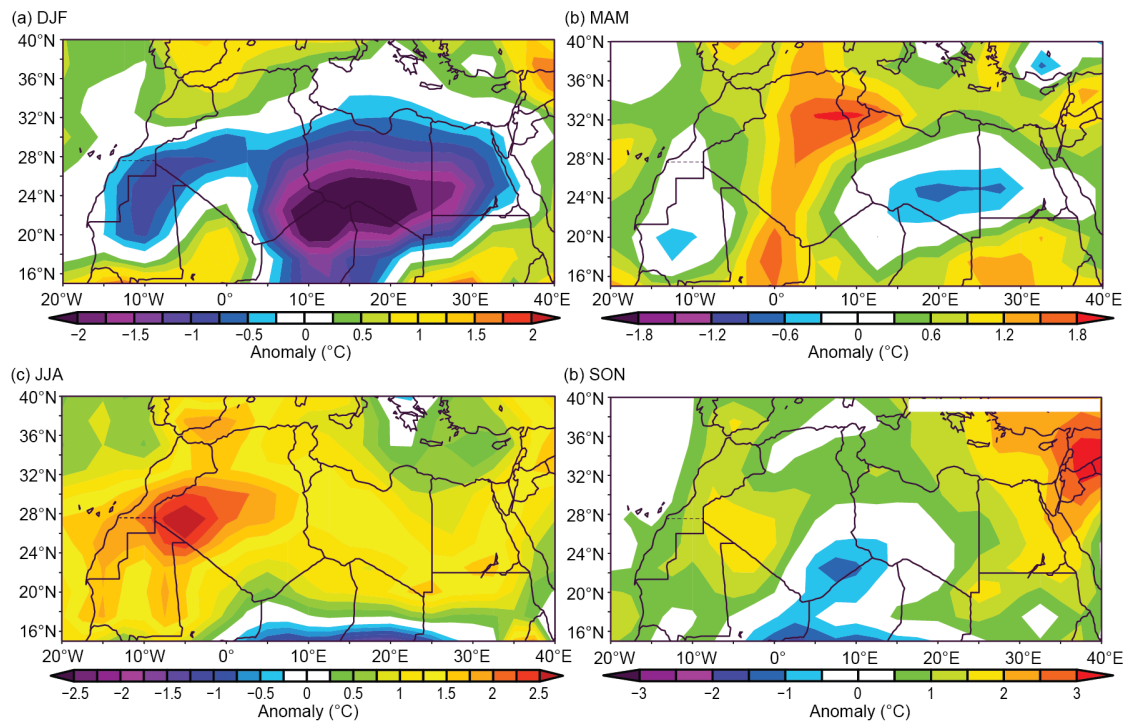 (a) DJF
40°N
36°N
32°N
28°N
24°N
20°N
16°N
20°W 10°W 0° 10°E 20°E 30°E 40°E
−2 −1.5 −1 −0.5 0 0.5 1 1.5 2
Anomaly (°C)
(b) MAM
40°N
36°N
32°N
28°N
24°N
20°N
16°N
20W 10°W 0° 10°E 20°E 30°E 40°E
−1.8 −1.2 −0.6 0 0.6 1.2 1.8
Anomaly (°C)
(c) JJA
40°N
36°N
32°N
28°N
24°N
20°N
16°N
20°W 10°W 0° 10°E 20°E 30°E 40°E
−2.5 −2 −1.5 −1 −0.5 0 0.5 1 1.5 2 2.5
Anomaly (°C)
(b) SON
40°N
36°N
32°N
28°N
24°N
20°N
16°N
20°W 10°W 0° 10°E 20°E 30°E 40°E
−3 −2 −1 0 1 2 3
Anomaly (°C)